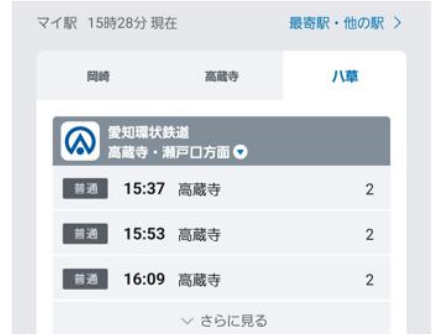 マイ駅 15時28分 現在 最寄駅・他の駅 >
岡崎 高蔵寺 八草
愛知環状鉄道
高蔵寺・瀬戸口方面
普通 15:37 高蔵寺 2
普通 15:53 高蔵寺 2
普通 16:09 高蔵寺 2
さらに見る